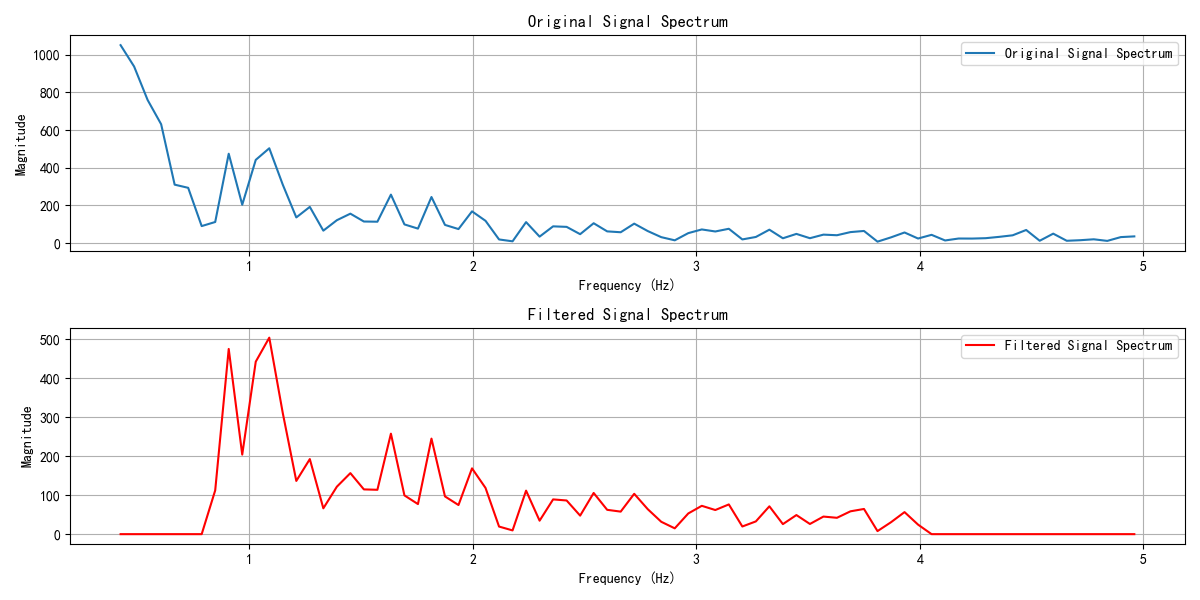 Original Signal Spectrum
1000
800
600
400
200
0
Magnitude
Original Signal Spectrum
1 2 3 4 5
Frequency (Hz)
Filtered Signal Spectrum
500
400
300
200
100
0
Magnitude
Filtered Signal Spectrum
1 2 3 4 5
Frequency (Hz)